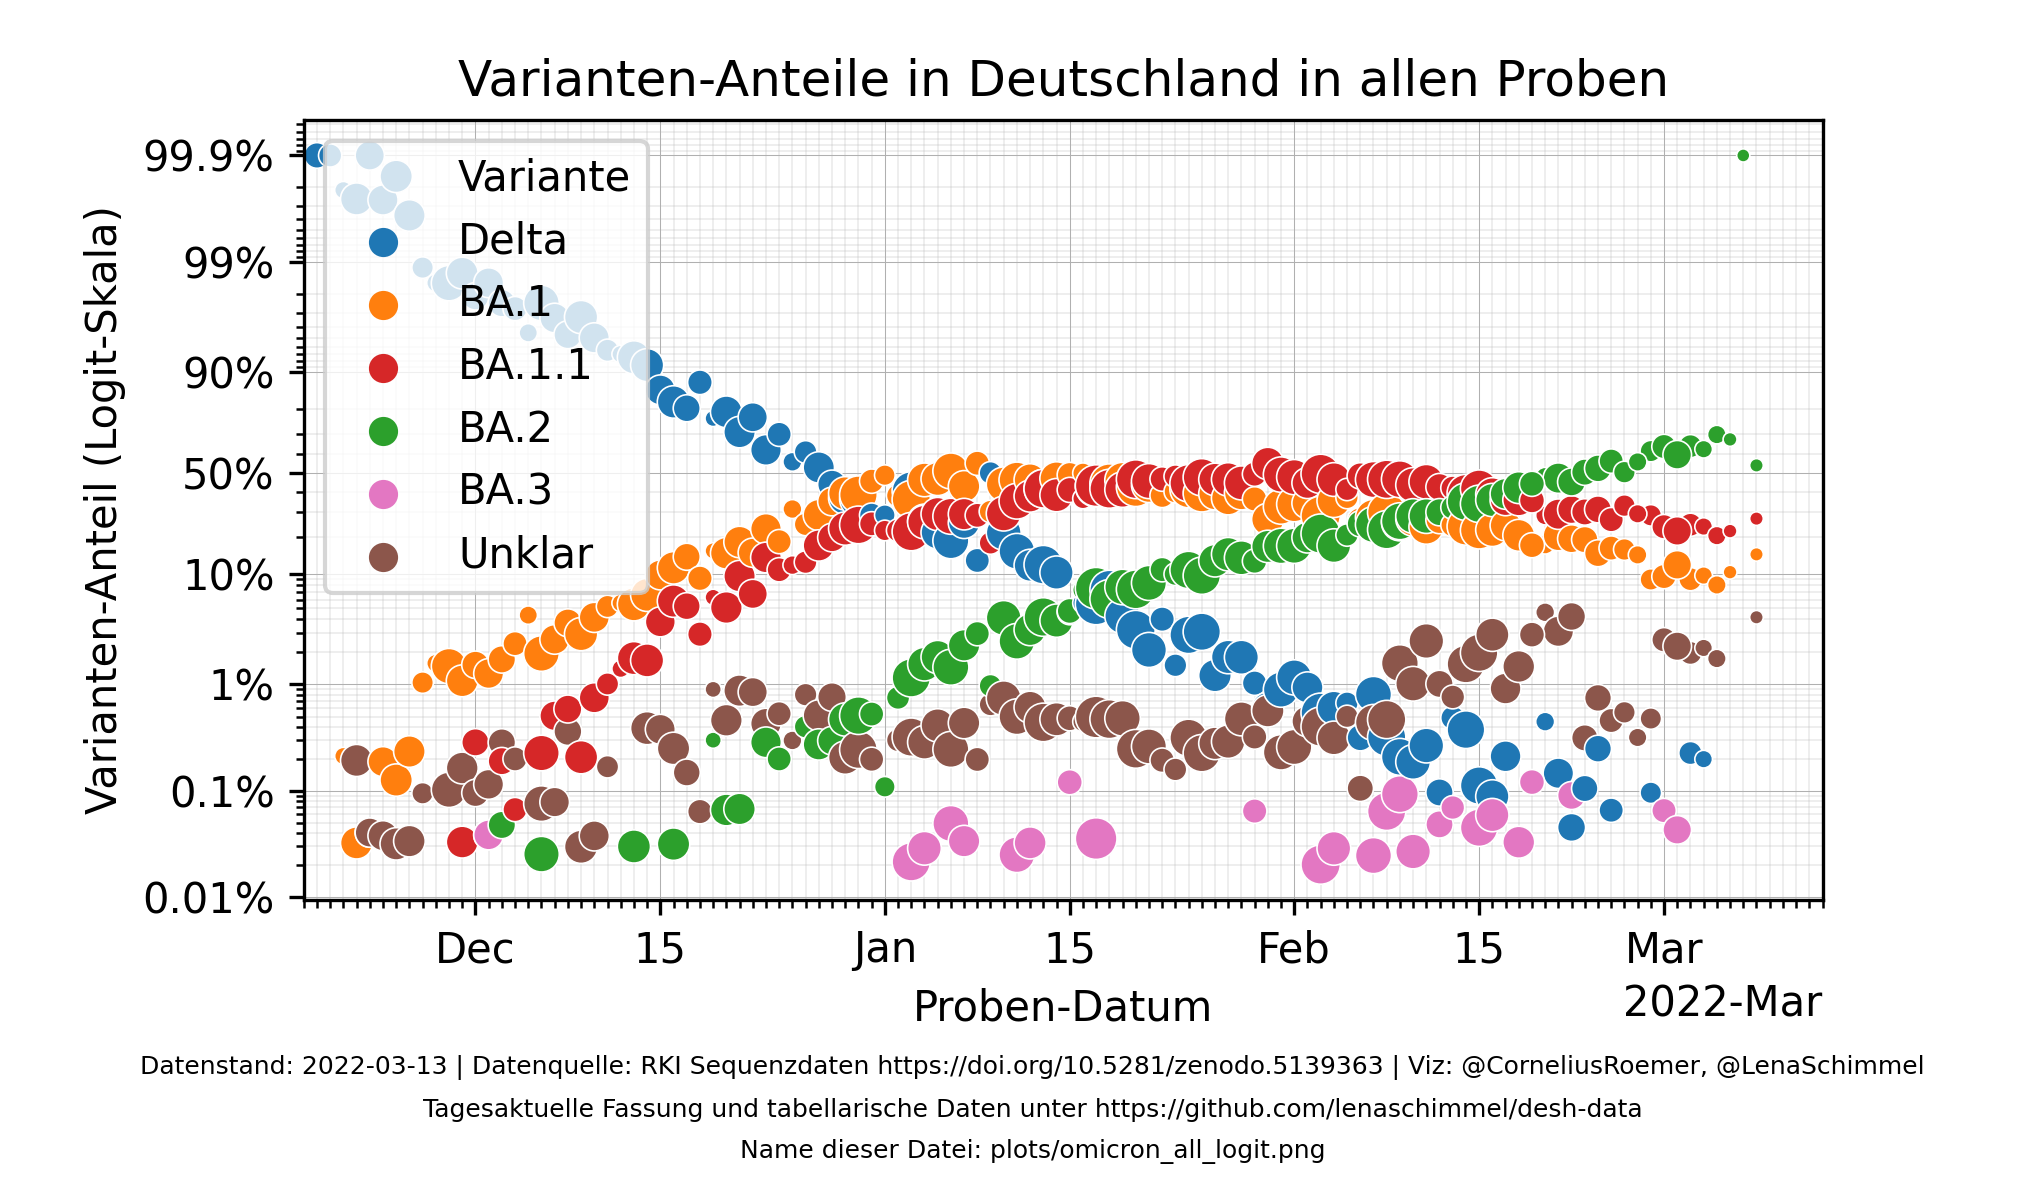 Varianten-Anteile in Deutschland in allen Proben
Varianten-Anteil (Logit-Skala)
99.9%
99%
90%
50%
10%
1%
0.1%
0.01%
Variante
Delta
BA.1
BA.1.1
BA.2
BA.3
Unklar
Dec 15 Jan 15 Feb 15 Mar
Proben-Datum
2022-Mar
Datenstand: 2022-03-13 | Datenquelle: RKI Sequenzdaten https://doi.org/10.5281/zenodo.5139363 | Viz: @CorneliusRoemer, @LenaSchimmel
Tagesaktuelle Fassung und tabellarische Daten unter https://github.com/lenaschimmel/desh-data
Name dieser Datei: plots/omicron_all_logit.png